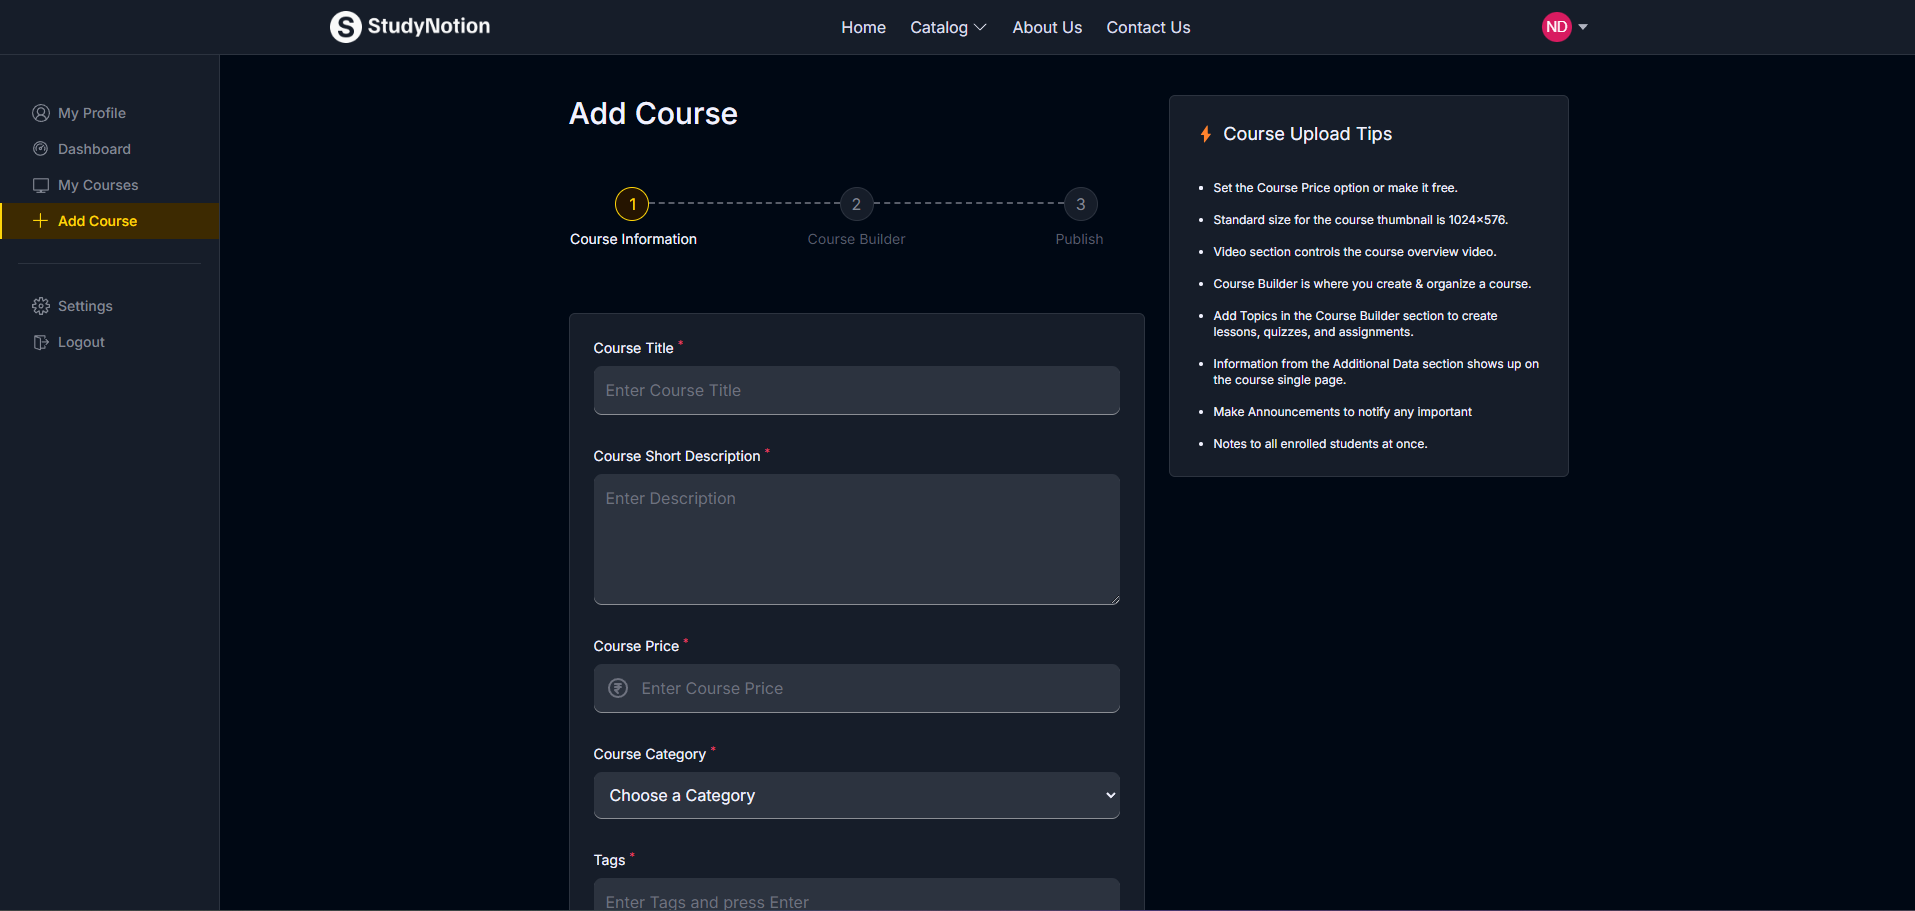 StudyNotion
Home
Catalog
About Us
Contact Us
ND
My Profile
Dashboard
My Courses
Add Course
Settings
Logout
Add Course
1
2
3
Course Information
Course Builder
Publish
Course Title *
Enter Course Title
Course Short Description *
Enter Description
Course Price *
₹
Enter Course Price
Course Category *
Choose a Category
Tags *
Enter Tags and press Enter
Course Upload Tips
• Set the Course Price option or make it free.
• Standard size for the course thumbnail is 1024×576.
• Video section controls the course overview video.
• Course Builder is where you create & organize a course.
• Add Topics in the Course Builder section to create
lessons, quizzes, and assignments.
• Information from the Additional Data section shows up on
the course single page.
• Make Announcements to notify any important
• Notes to all enrolled students at once.